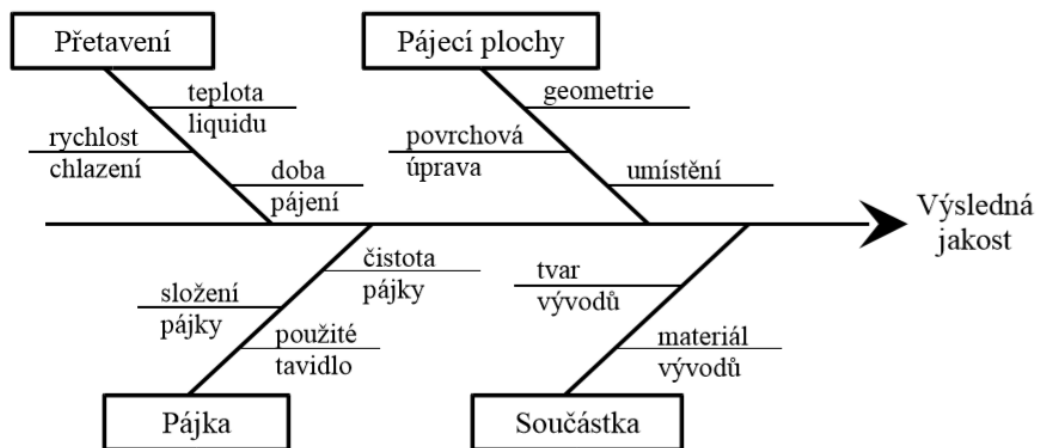 Přetavení
Pájecí plochy
teplota
liquidu
rychlost
chlazení
doba
pájení
geometrie
povrchová
úprava
umístění
Výsledná
jakost
čistota
pájky
složení
pájky
použité
tavidlo
tvar
vývodů
materiál
vývodů
Pájka
Součástka